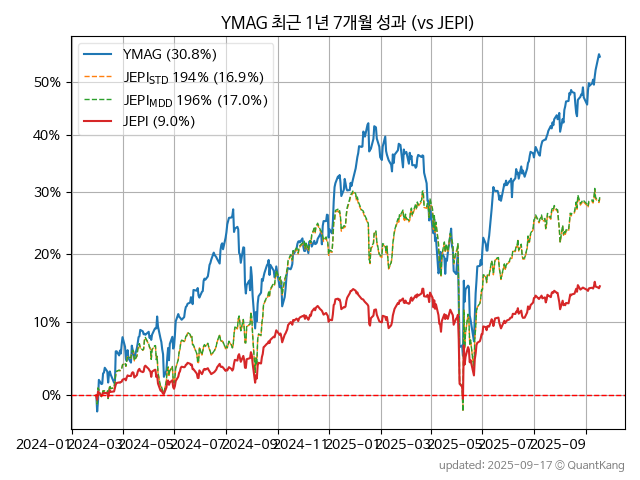 YMAG 최근 1년 7개월 성과 (vs JEPI)
YMAG (30.8%)
JEPI_STD 194% (16.9%)
JEPI_MDD 196% (17.0%)
JEPI (9.0%)
50%
40%
30%
20%
10%
0%
2024-01 2024-03 2024-05 2024-07 2024-09 2024-11 2025-01 2025-03 2025-05 2025-07 2025-09
updated: 2025-09-17 © QuantKang